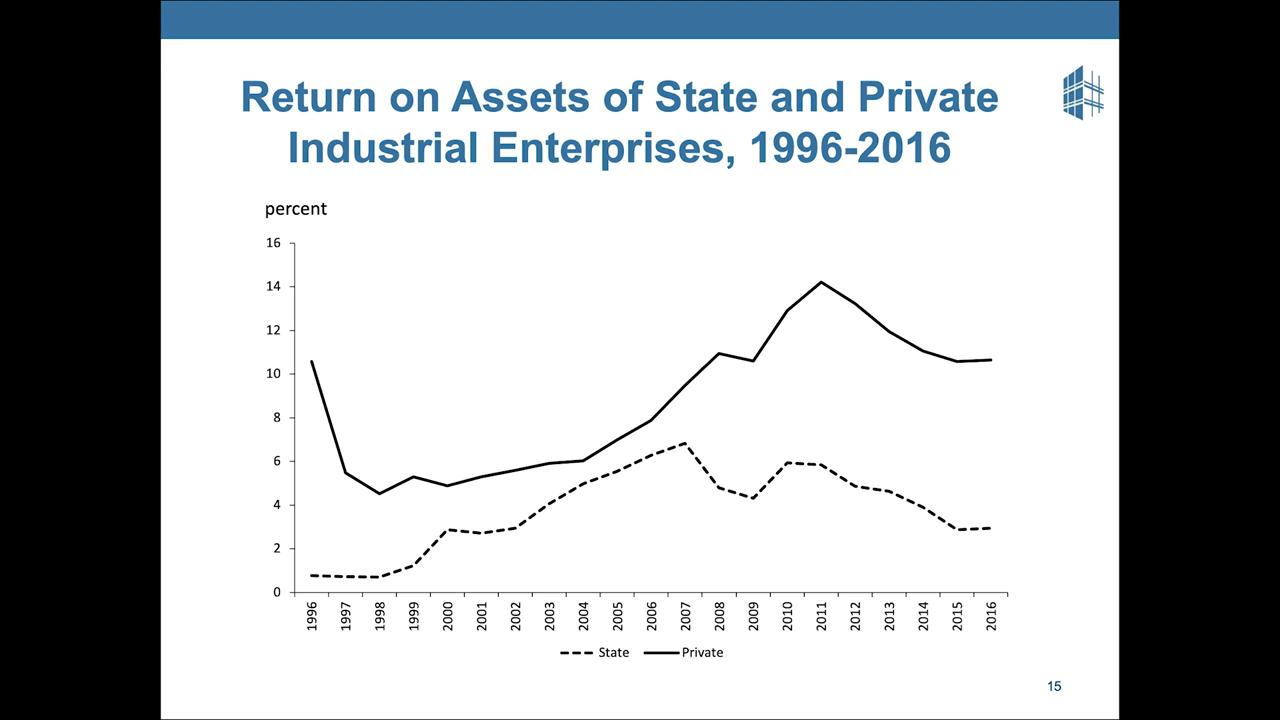 Return on Assets of State and Private
Industrial Enterprises, 1996-2016
percent
16
14
12
10
8
6
4
2
0
1996 1997 1998 1999 2000 2001 2002 2003 2004 2005 2006 2007 2008 2009 2010 2011 2012 2013 2014 2015 2016
State Private
15